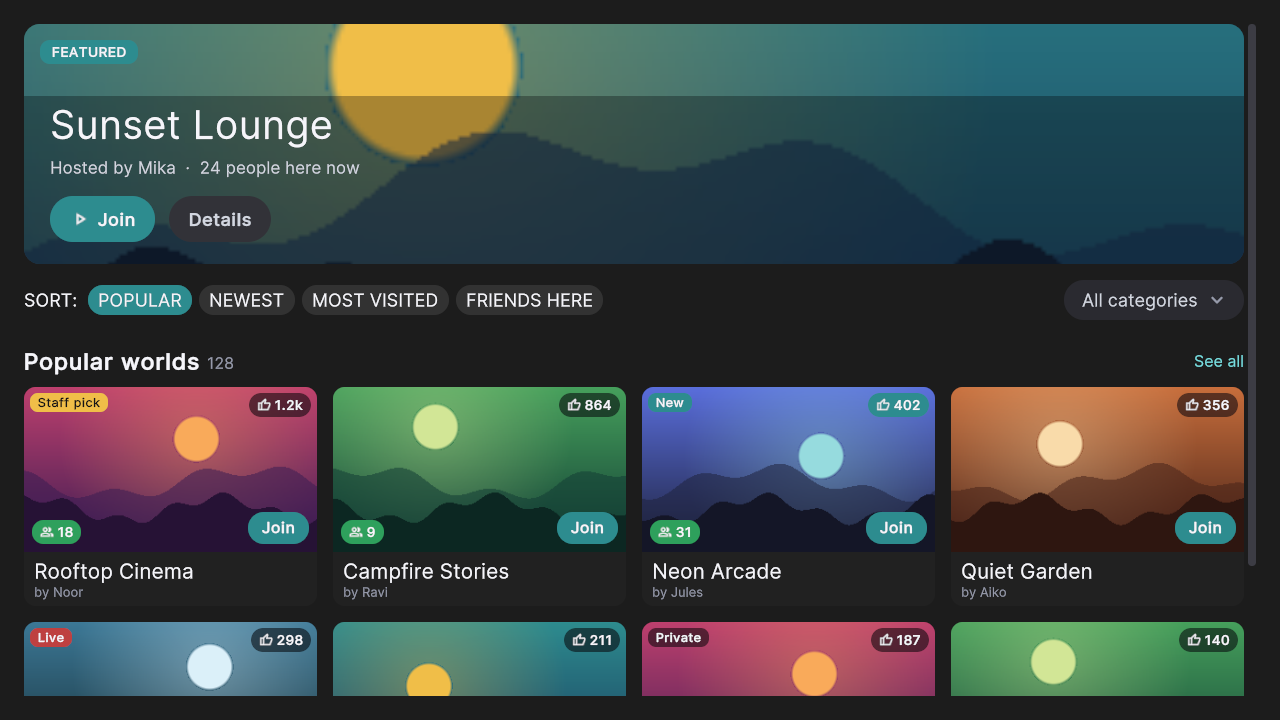 FEATURED
Sunset Lounge
Hosted by Mika · 24 people here now
Join
Details
SORT: POPULAR NEWEST MOST VISITED FRIENDS HERE
All categories
Popular worlds 128
See all
Staff pick
1.2k
18
Join
Rooftop Cinema
by Noor
864
9
Join
Campfire Stories
by Ravi
New
402
31
Join
Neon Arcade
by Jules
356
Join
Quiet Garden
by Aiko
Live
298
211
Private
187
140